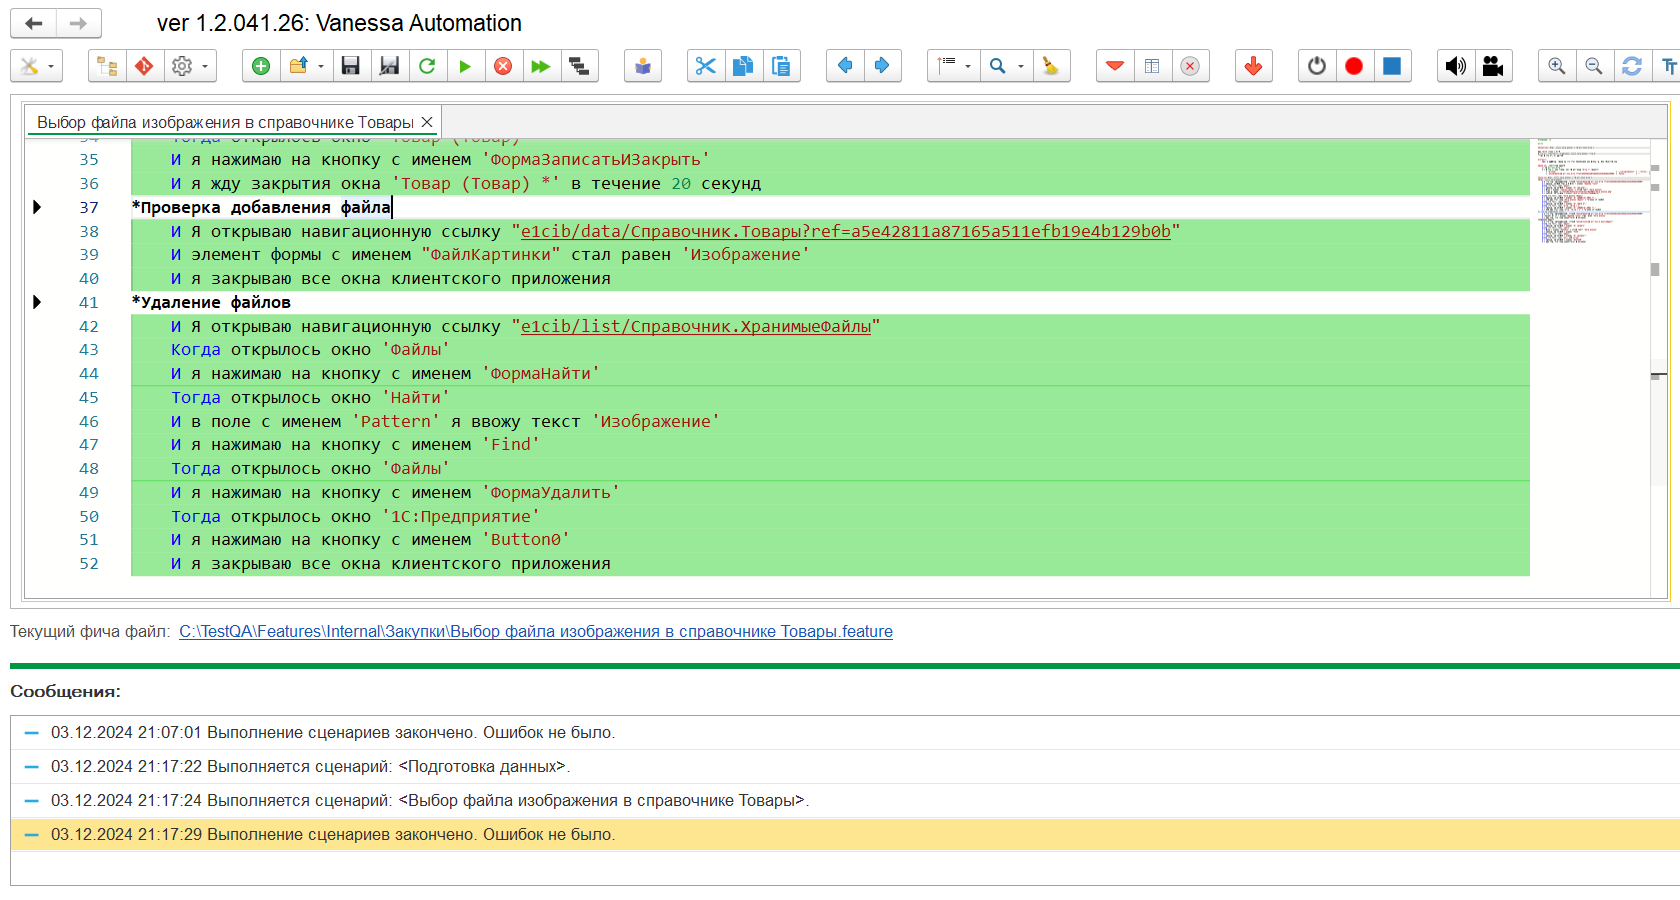 ver 1.2.041.26: Vanessa Automation
Выбор файла изображения в справочнике Товары
34 Тогда открылось окно 'Товар (Товар)'
35 И я нажимаю на кнопку с именем 'ФормаЗаписатьИЗакрыть'
36 И я жду закрытия окна 'Товар (Товар) *' в течение 20 секунд
37 *Проверка добавления файла
38 И Я открываю навигационную ссылку "e1cib/data/Справочник.Товары?ref=a5e42811a87165a511efb19e4b129b0b"
39 И элемент формы с именем "ФайлКартинки" стал равен 'Изображение'
40 И я закрываю все окна клиентского приложения
41 *Удаление файлов
42 И Я открываю навигационную ссылку "e1cib/list/Справочник.ХранимыеФайлы"
43 Когда открылось окно 'Файлы'
44 И я нажимаю на кнопку с именем 'ФормаНайти'
45 Тогда открылось окно 'Найти'
46 И в поле с именем 'Pattern' я ввожу текст 'Изображение'
47 И я нажимаю на кнопку с именем 'Find'
48 Тогда открылось окно 'Файлы'
49 И я нажимаю на кнопку с именем 'ФормаУдалить'
50 Тогда открылось окно '1С:Предприятие'
51 И я нажимаю на кнопку с именем 'Button0'
52 И я закрываю все окна клиентского приложения
Текущий фича файл: C:\TestQA\Features\Internal\Закупки\Выбор файла изображения в справочнике Товары.feature
Сообщения:
03.12.2024 21:07:01 Выполнение сценариев закончено. Ошибок не было.
03.12.2024 21:17:22 Выполняется сценарий: <Подготовка данных>.
03.12.2024 21:17:24 Выполняется сценарий: <Выбор файла изображения в справочнике Товары>.
03.12.2024 21:17:29 Выполнение сценариев закончено. Ошибок не было.